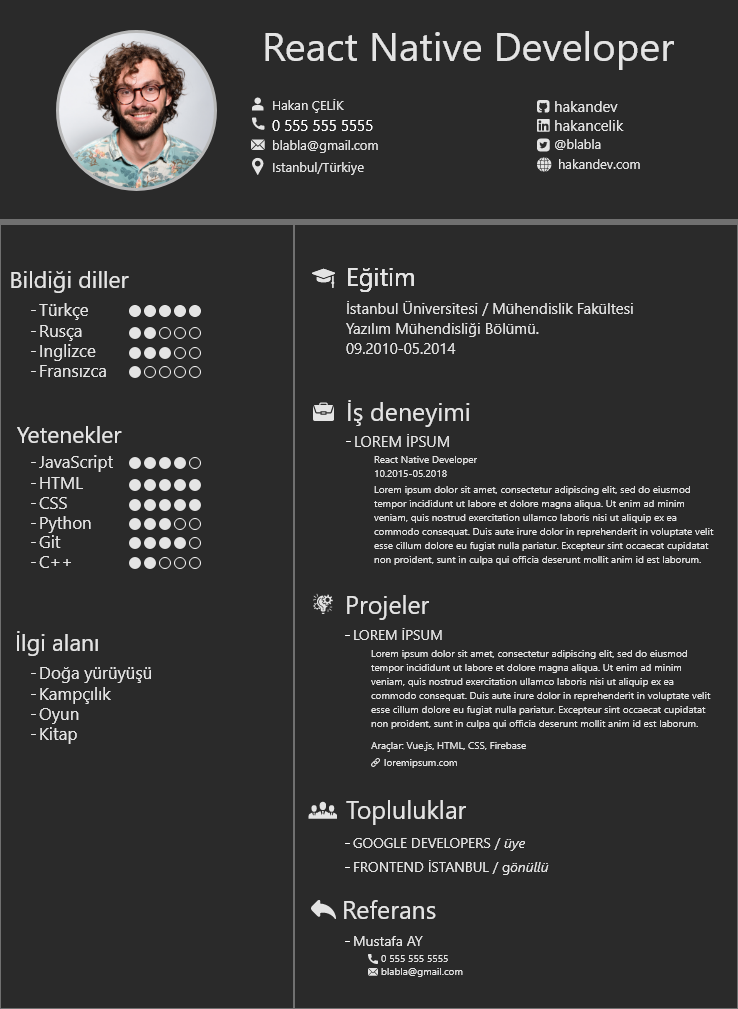 React Native Developer
Hakan ÇELİK
0 555 555 5555
blabla@gmail.com
Istanbul/Türkiye
hakandev
hakancelik
@blabla
hakandev.com
Bildiği diller
-Türkçe
-Rusça
-Inglizce
-Fransızca
Yetenekler
-JavaScript
-HTML
-CSS
-Python
-Git
-C++
İlgi alanı
-Doğa yürüyüşü
-Kampçılık
-Oyun
-Kitap
Eğitim
İstanbul Üniversitesi / Mühendislik Fakültesi
Yazılım Mühendisliği Bölümü.
09.2010-05.2014
İş deneyimi
-LOREM İPSUM
React Native Developer
10.2015-05.2018
Lorem ipsum dolor sit amet, consectetur adipiscing elit, sed do eiusmod
tempor incididunt ut labore et dolore magna aliqua. Ut enim ad minim
veniam, quis nostrud exercitation ullamco laboris nisi ut aliquip ex ea
commodo consequat. Duis aute irure dolor in reprehenderit in voluptate velit
esse cillum dolore eu fugiat nulla pariatur. Excepteur sint occaecat cupidatat
non proident, sunt in culpa qui officia deserunt mollit anim id est laborum.
Projeler
-LOREM İPSUM
Lorem ipsum dolor sit amet, consectetur adipiscing elit, sed do eiusmod
tempor incididunt ut labore et dolore magna aliqua. Ut enim ad minim
veniam, quis nostrud exercitation ullamco laboris nisi ut aliquip ex ea
commodo consequat. Duis aute irure dolor in reprehenderit in voluptate velit
esse cillum dolore eu fugiat nulla pariatur. Excepteur sint occaecat cupidatat
non proident, sunt in culpa qui officia deserunt mollit anim id est laborum.
Araçlar: Vue.js, HTML, CSS, Firebase
loremipsum.com
Topluluklar
-GOOGLE DEVELOPERS / üye
-FRONTEND İSTANBUL / gönüllü
Referans
-Mustafa AY
0 555 555 5555
blabla@gmail.com